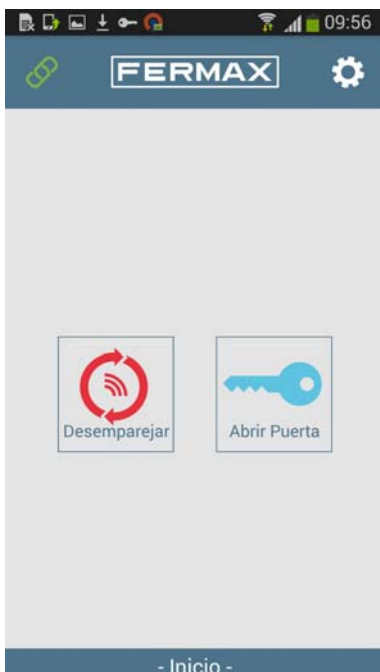 09:56
FERMAX
Desemparejar
Abrir Puerta
- Inicio -